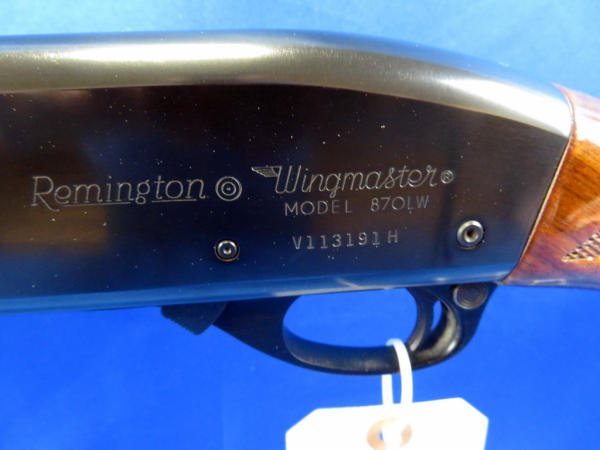 Remington Wingmaster®
MODEL 870LW
V113191H